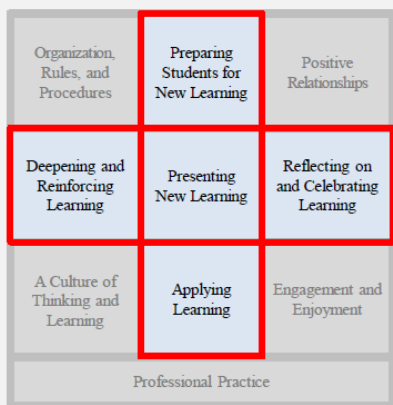 Organization,
Rules, and
Procedures
Preparing
Students for
New Learning
Positive
Relationships
Deepening and
Reinforcing
Learning
Presenting
New Learning
Reflecting on
and Celebrating
Learning
A Culture of
Thinking and
Learning
Applying
Learning
Engagement and
Enjoyment
Professional Practice